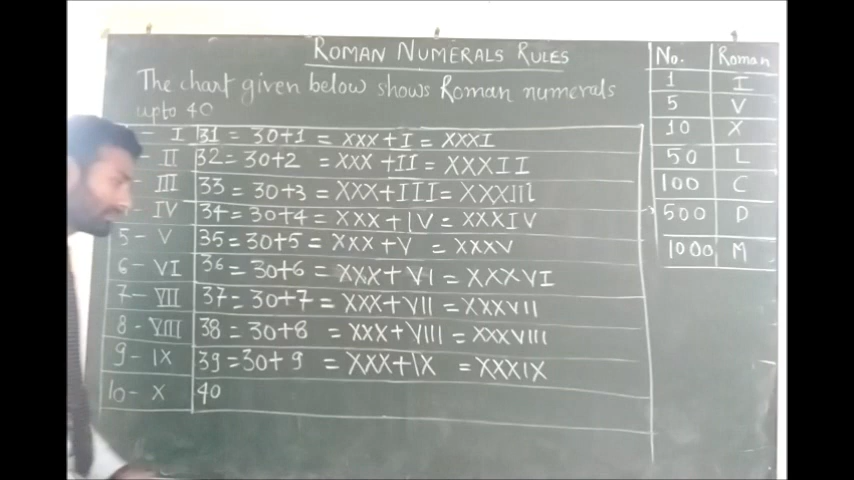 ROMAN NUMERALS RULES
The chart given below shows Roman numerals
upto 40
- I 31 = 30+1 = XXX+I = XXXI
- II 32 = 30+2 = XXX+II = XXXII
- III 33 = 30+3 = XXX+III = XXXIII
- IV 34 = 30+4 = XXX+IV = XXXIV
5 - V 35 = 30+5 = XXX+V = XXXV
6 - VI 36 = 30+6 = XXX+VI = XXXVI
7 - VII 37 = 30+7 = XXX+VII = XXXVII
8 - VIII 38 = 30+8 = XXX+VIII = XXXVIII
9 - IX 39 = 30+9 = XXX+IX = XXXIX
10 - X 40
No. Roman
1 I
5 V
10 X
50 L
100 C
500 D
1000 M